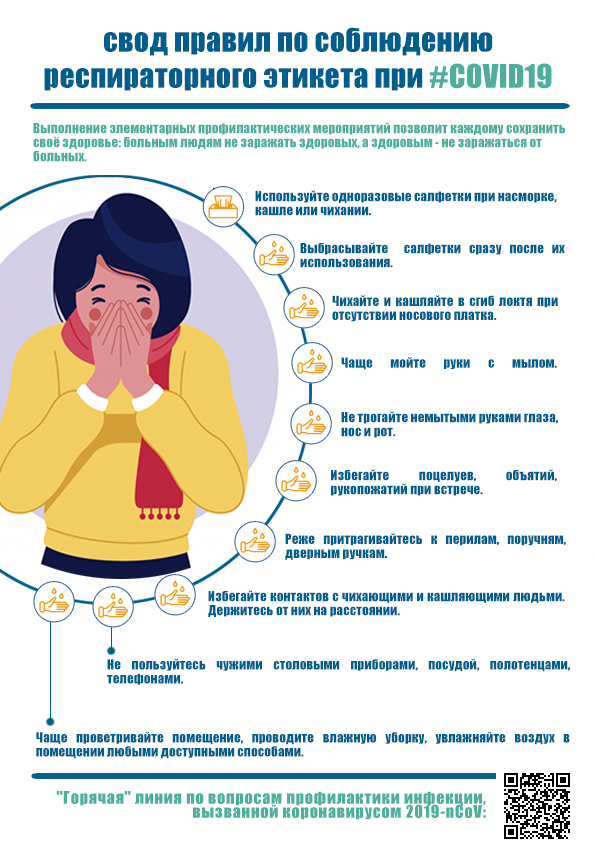 свод правил по соблюдению
респираторного этикета при #COVID19
Выполнение элементарных профилактических мероприятий позволит каждому сохранить
своё здоровье: больным людям не заражать здоровых, а здоровым - не заражаться от
больных.
Используйте одноразовые салфетки при насморке,
кашле или чихании.
Выбрасывайте салфетки сразу после их
использования.
Чихайте и кашляйте в сгиб локтя при
отсутствии носового платка.
Чаще мойте руки с мылом.
Не трогайте немытыми руками глаза,
нос и рот.
Избегайте поцелуев, объятий,
рукопожатий при встрече.
Реже притрагивайтесь к перилам, поручням,
дверным ручкам.
Избегайте контактов с чихающими и кашляющими людьми.
Держитесь от них на расстоянии.
Не пользуйтесь чужими столовыми приборами, посудой, полотенцами,
телефонами.
Чаще проветривайте помещение, проводите влажную уборку, увлажняйте воздух в
помещении любыми доступными способами.
"Горячая" линия по вопросам профилактики инфекции,
вызванной коронавирусом 2019-nCoV: